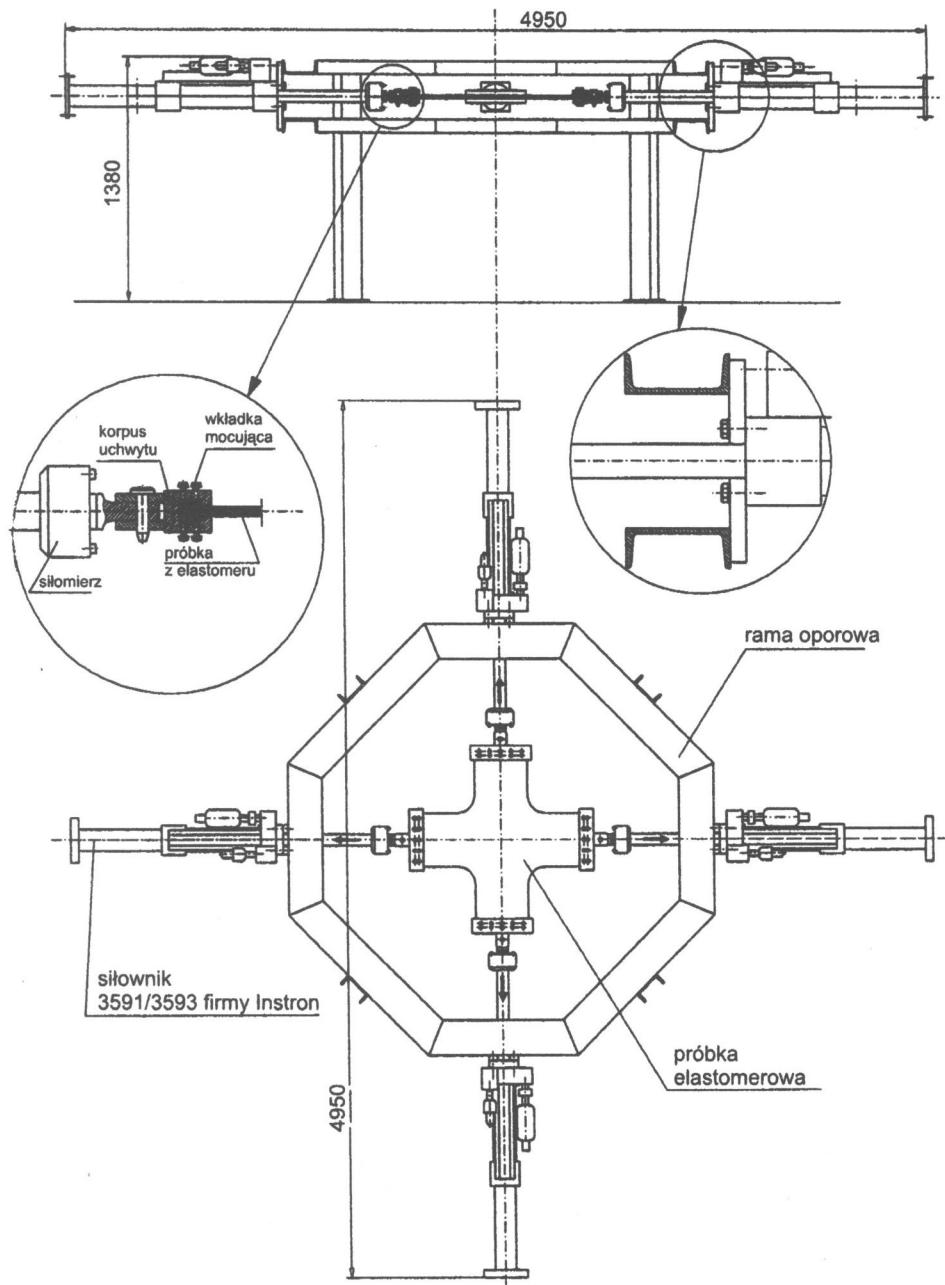 4950
1380
korpus
uchwytu
wkładka
mocująca
siłomierz
próbka
z elastomeru
rama oporowa
siłownik
3591/3593 firmy Instron
próbka
elastomerowa
4950